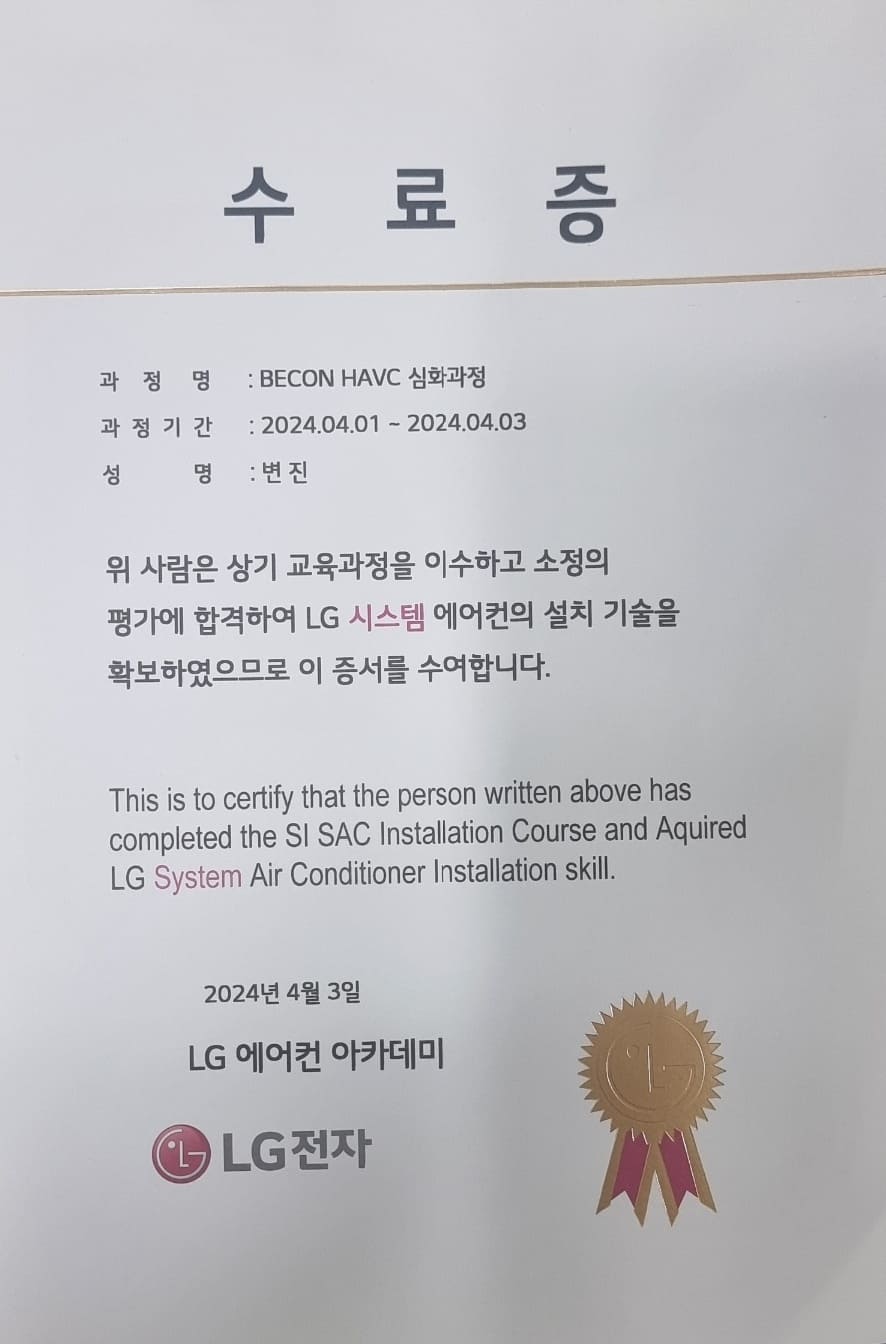 수 료 증
과 정 명 : BECON HAVC 심화과정
과 정 기 간 : 2024.04.01 ~ 2024.04.03
성 명 : 변 진
위 사람은 상기 교육과정을 이수하고 소정의
평가에 합격하여 LG 시스템 에어컨의 설치 기술을
확보하였으므로 이 증서를 수여합니다.
This is to certify that the person written above has
completed the SI SAC Installation Course and Aquired
LG System Air Conditioner Installation skill.
2024년 4월 3일
LG 에어컨 아카데미
LG전자